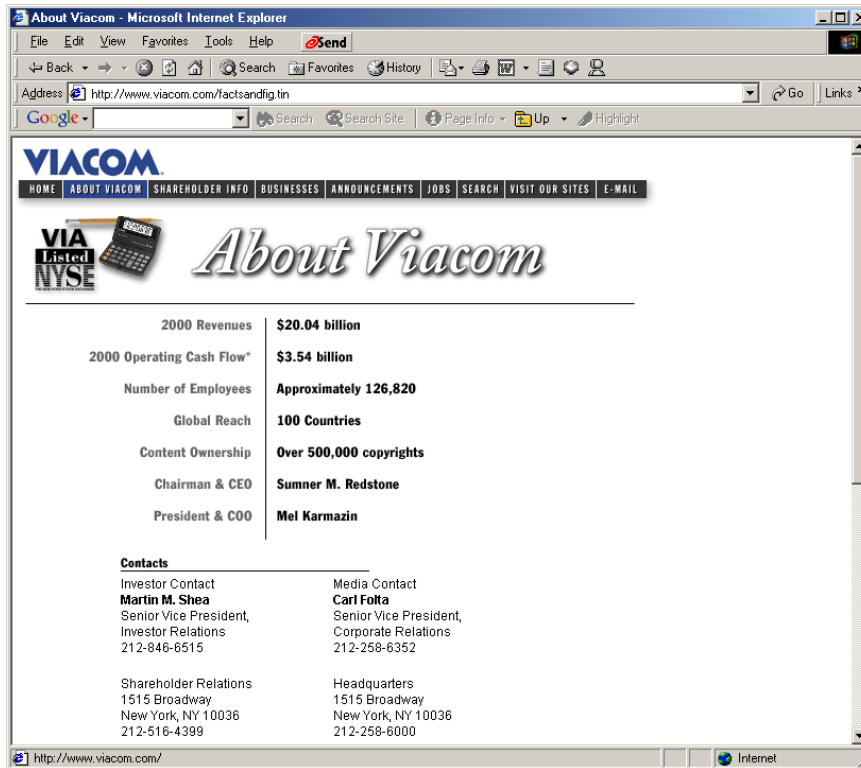 About Viacom - Microsoft Internet Explorer
File Edit View Favorites Tools Help eSend
Back Search Favorites History
Address http://www.viacom.com/factsandfig.tin Go Links
Google Search Search Site Page Info Up Highlight
VIACOM.
HOME ABOUT VIACOM SHAREHOLDER INFO BUSINESSES ANNOUNCEMENTS JOBS SEARCH VISIT OUR SITES E-MAIL
VIA
Listed
NYSE
About Viacom
2000 Revenues $20.04 billion
2000 Operating Cash Flow* $3.54 billion
Number of Employees Approximately 126,820
Global Reach 100 Countries
Content Ownership Over 500,000 copyrights
Chairman & CEO Sumner M. Redstone
President & COO Mel Karmazin
Contacts
Investor Contact
Martin M. Shea
Senior Vice President,
Investor Relations
212-846-6515
Media Contact
Carl Folta
Senior Vice President,
Corporate Relations
212-258-6352
Shareholder Relations
1515 Broadway
New York, NY 10036
212-516-4399
Headquarters
1515 Broadway
New York, NY 10036
212-258-6000
http://www.viacom.com/ Internet